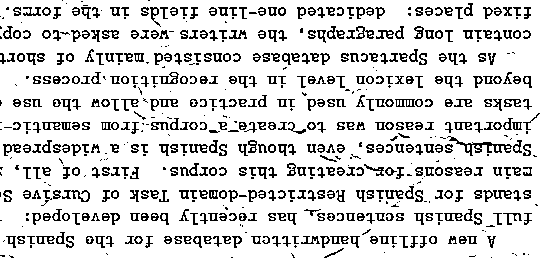 A new offline handwritten database for the Spanish
full Spanish sentences, has recently been developed:
stands for Spanish Restricted-domain Task of Cursive S
main reasons for creating this corpus. First of all,
Spanish sentences, even though Spanish is a widespread
important reason was to create a corpus from semantic-
tasks are commonly used in practice and allow the use
beyond the lexicon level in the recognition process.
As the Spartacus database consisted mainly of short
contain long paragraphs, the writers were asked to copy
fixed places: dedicated one-line fields in the forms.